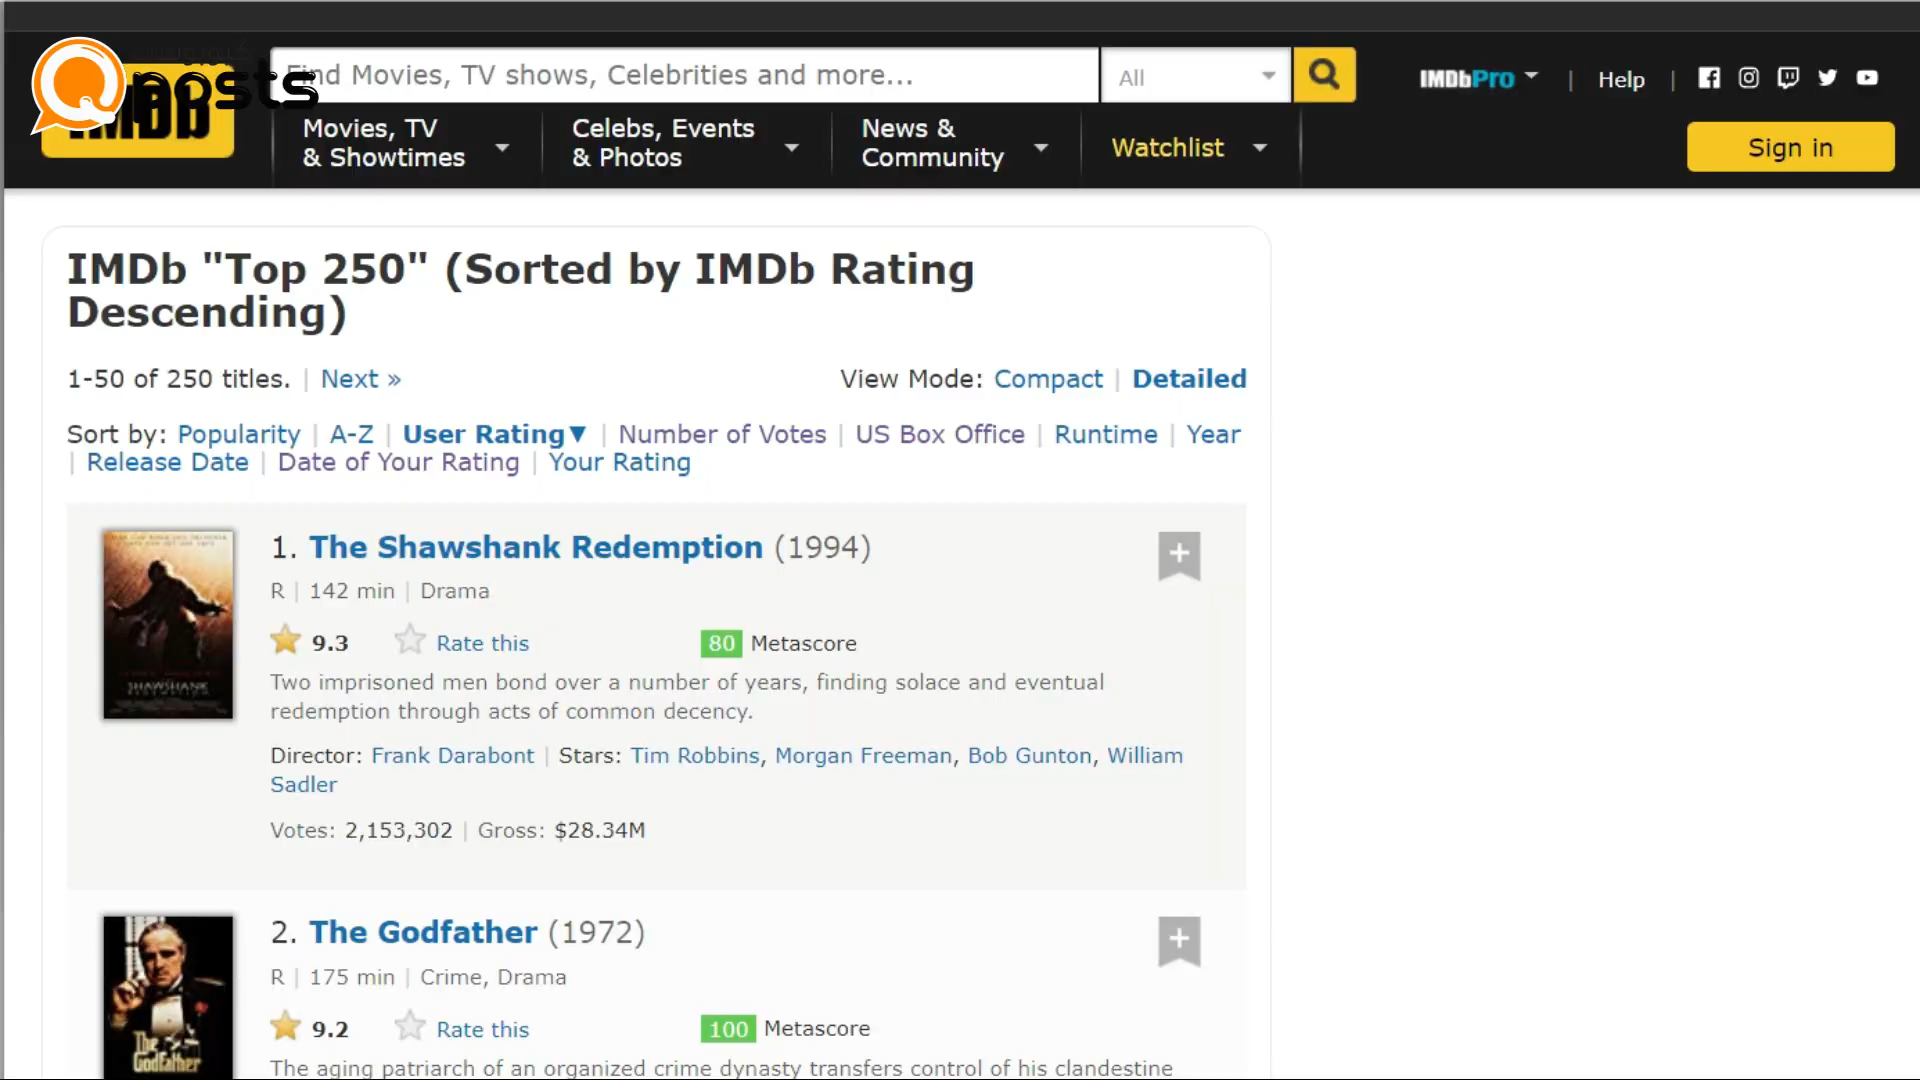 Qposts
IMDb
Find Movies, TV shows, Celebrities and more...
All
IMDbPro
Help
Movies, TV
& Showtimes
Celebs, Events
& Photos
News &
Community
Watchlist
Sign in
IMDb "Top 250" (Sorted by IMDb Rating
Descending)
1-50 of 250 titles. | Next »
View Mode: Compact | Detailed
Sort by: Popularity | A-Z | User Rating▼ | Number of Votes | US Box Office | Runtime | Year
| Release Date | Date of Your Rating | Your Rating
1. The Shawshank Redemption (1994)
R | 142 min | Drama
9.3 Rate this 80 Metascore
Two imprisoned men bond over a number of years, finding solace and eventual
redemption through acts of common decency.
Director: Frank Darabont | Stars: Tim Robbins, Morgan Freeman, Bob Gunton, William
Sadler
Votes: 2,153,302 | Gross: $28.34M
SHAWSHANK
REDEMPTION
2. The Godfather (1972)
R | 175 min | Crime, Drama
9.2 Rate this 100 Metascore
The aging patriarch of an organized crime dynasty transfers control of his clandestine
The
Godfather